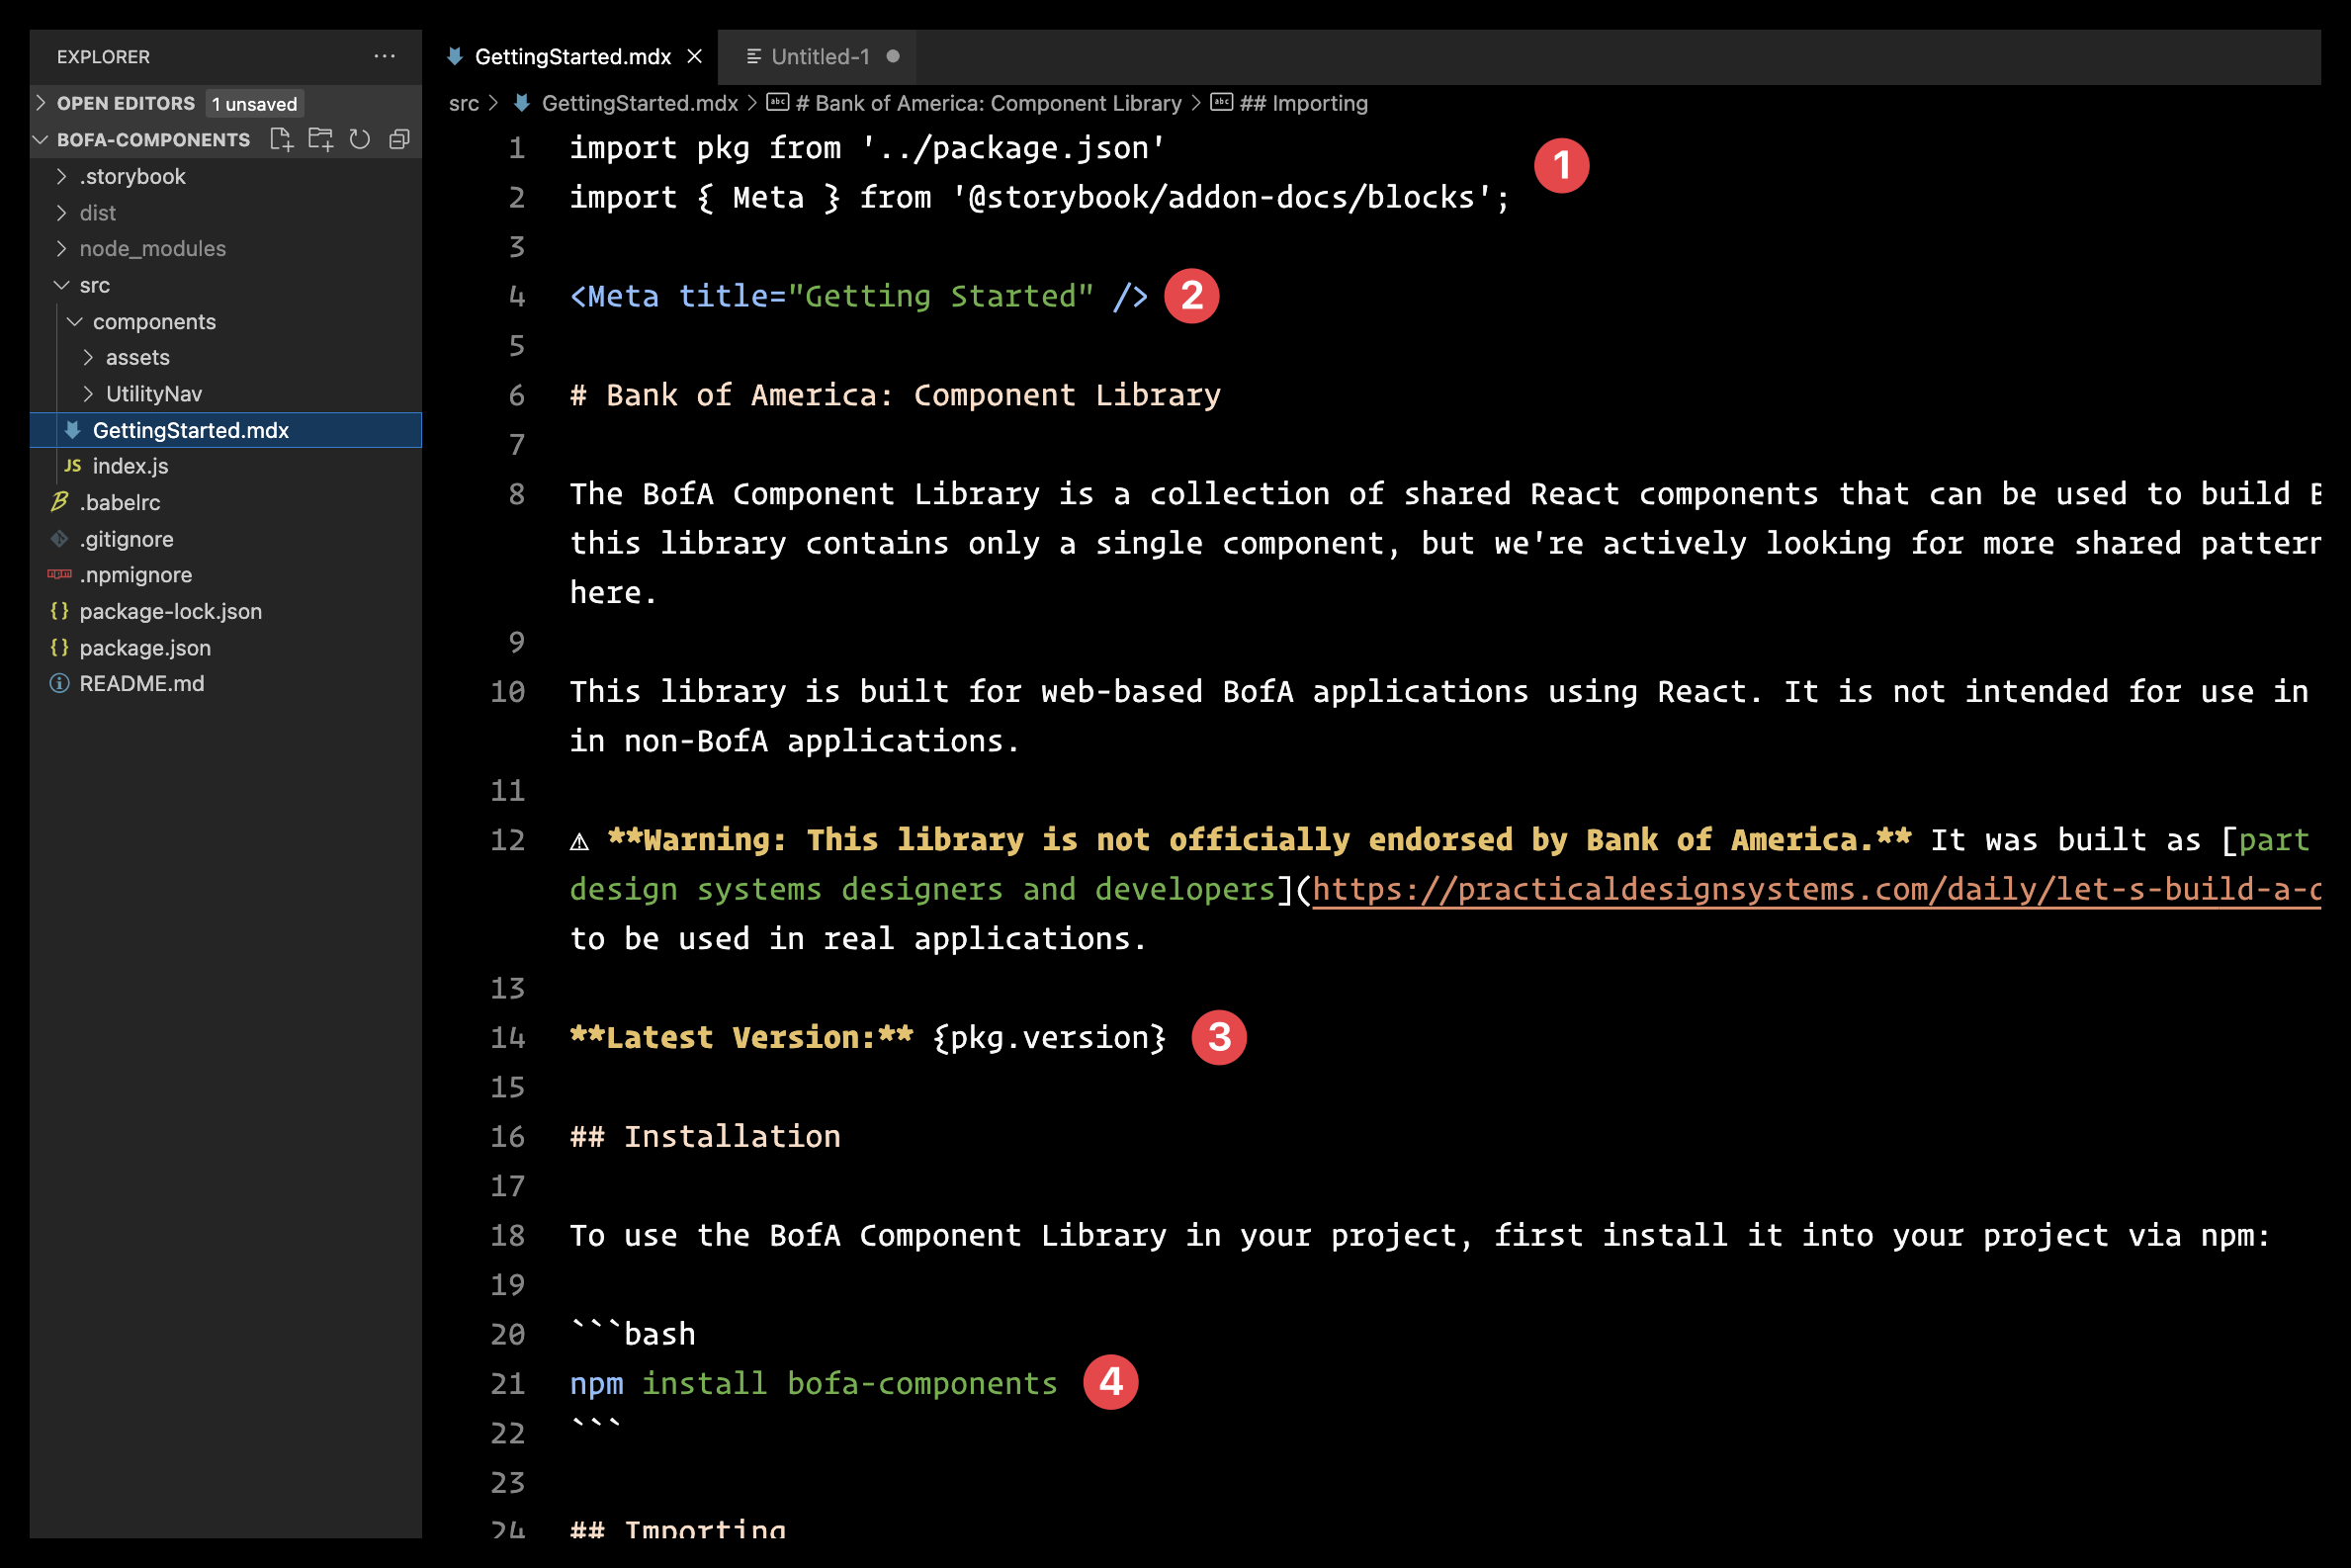 EXPLORER ···
OPEN EDITORS 1 unsaved
BOFA-COMPONENTS
.storybook
dist
node_modules
src
components
assets
UtilityNav
GettingStarted.mdx
JS index.js
.babelrc
.gitignore
.npmignore
{} package-lock.json
{} package.json
README.md
GettingStarted.mdx Untitled-1
src > GettingStarted.mdx > # Bank of America: Component Library > ## Importing
1 import pkg from '../package.json'
1
2 import { Meta } from '@storybook/addon-docs/blocks';
3
4 <Meta title="Getting Started" /> 2
5
6 # Bank of America: Component Library
7
8 The BofA Component Library is a collection of shared React components that can be used to build
this library contains only a single component, but we're actively looking for more shared
here.
9
10 This library is built for web-based BofA applications using React. It is not intended for use in
in non-BofA applications.
11
12 ⚠ **Warning: This library is not officially endorsed by Bank of America.** It was built as [part
design systems designers and developers](https://practicaldesignsystems.com/daily/let-s-build-a-
to be used in real applications.
13
14 **Latest Version:** {pkg.version} 3
15
16 ## Installation
17
18 To use the BofA Component Library in your project, first install it into your project via npm:
19
20 ```bash
21 npm install bofa-components 4
22 ```
23
24 ## Importing